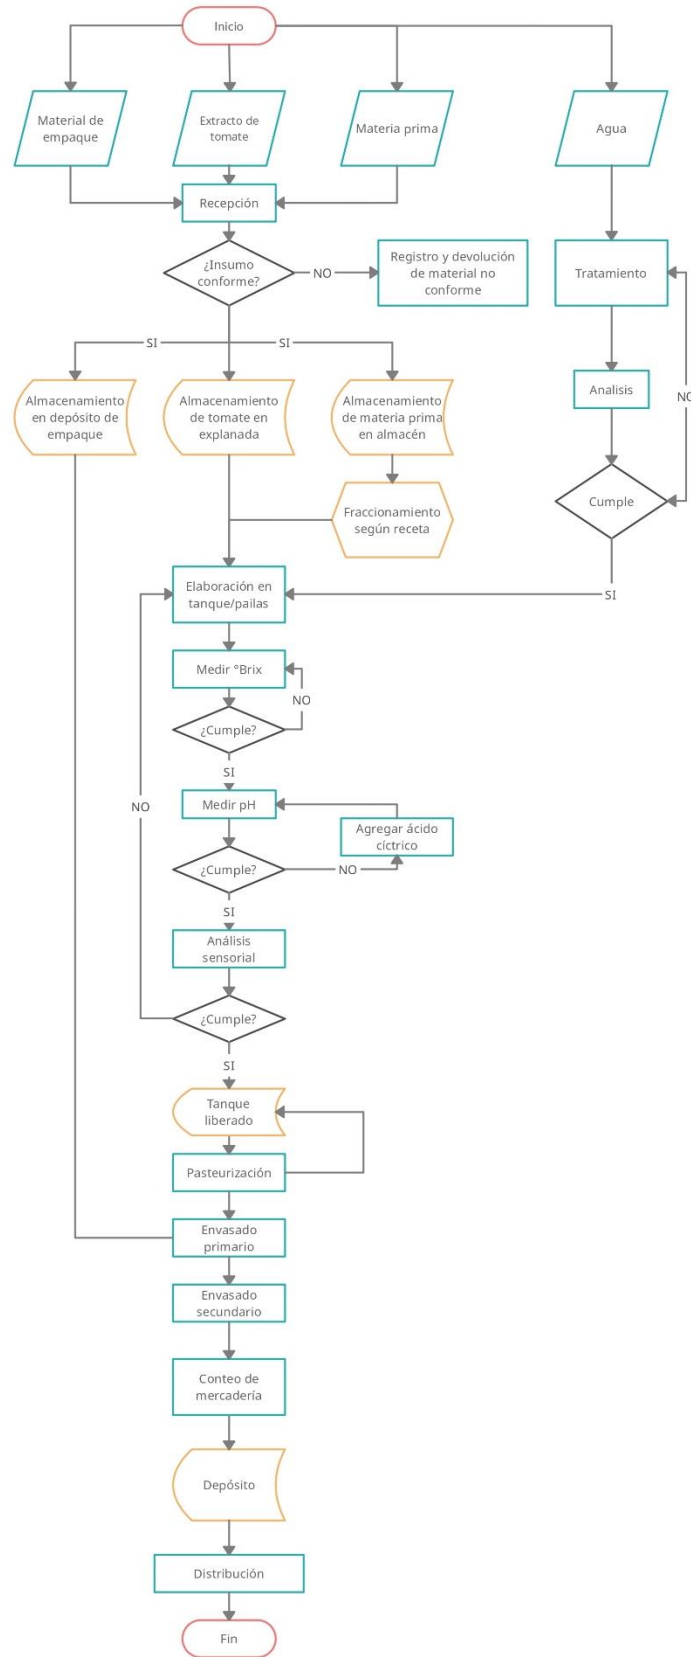 Inicio
Material de
empaque
Extracto de
tomate
Materia prima
Agua
Recepción
¿Insumo
conforme?
NO
Registro y devolución
de material no
conforme
Tratamiento
SI
SI
Almacenamiento
en depósito de
empaque
Almacenamiento
de tomate en
explanada
Almacenamiento
de materia prima
en almacén
Analisis
NO
Fraccionamiento
según receta
Cumple
Elaboración en
tanque/pailas
SI
Medir °Brix
NO
¿Cumple?
SI
Medir pH
NO
Agregar ácido
cíctrico
¿Cumple?
NO
SI
Análisis
sensorial
¿Cumple?
SI
Tanque
liberado
Pasteurización
Envasado
primario
Envasado
secundario
Conteo de
mercadería
Depósito
Distribución
Fin